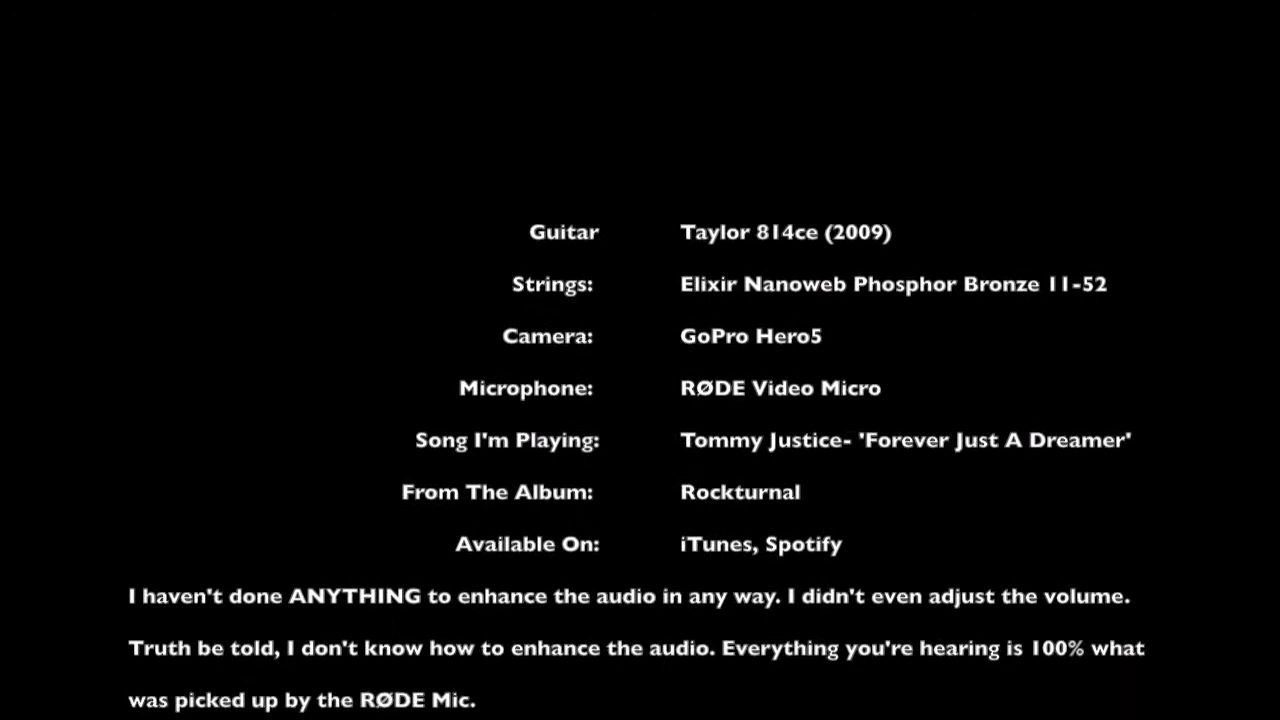 Guitar Taylor 814ce (2009)
Strings: Elixir Nanoweb Phosphor Bronze 11-52
Camera: GoPro Hero5
Microphone: RØDE Video Micro
Song I'm Playing: Tommy Justice- 'Forever Just A Dreamer'
From The Album: Rockturnal
Available On: iTunes, Spotify
I haven't done ANYTHING to enhance the audio in any way. I didn't even adjust the volume.
Truth be told, I don't know how to enhance the audio. Everything you're hearing is 100% what
was picked up by the RØDE Mic.